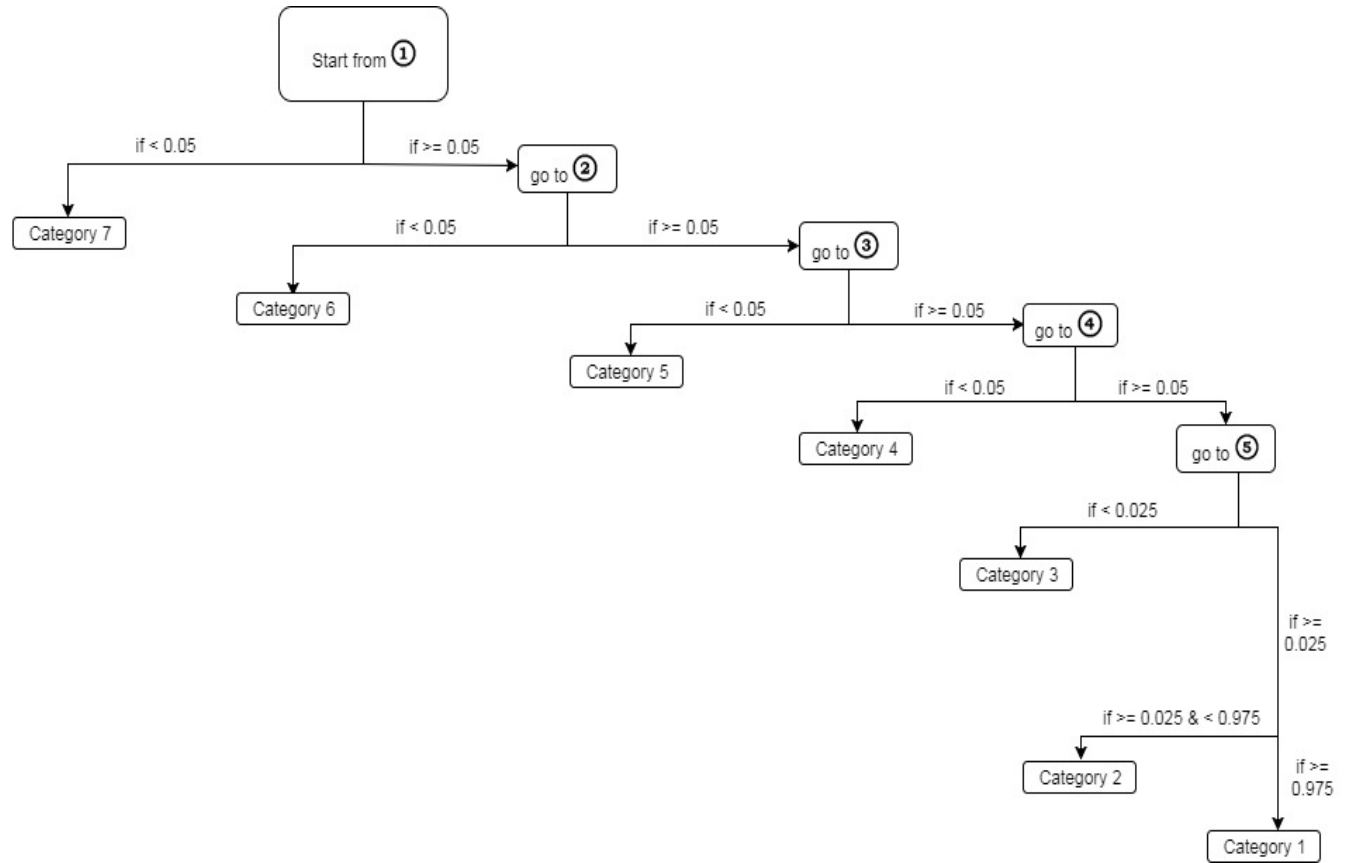 Start from ①
if < 0.05
if >= 0.05
go to ②
Category 7
if < 0.05
if >= 0.05
go to ③
Category 6
if < 0.05
if >= 0.05
go to ④
Category 5
if < 0.05
if >= 0.05
Category 4
go to ⑤
if < 0.025
Category 3
if >=
0.025
if >= 0.025 & < 0.975
Category 2
if >=
0.975
Category 1